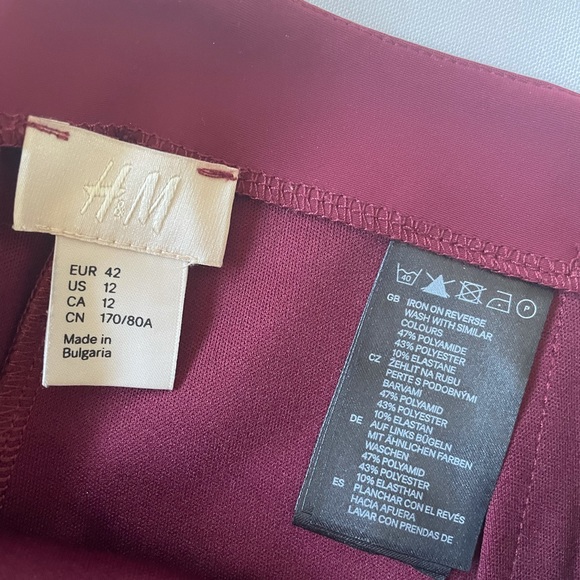 H&M
EUR 42
US 12
CA 12
CN 170/80A
Made in
Bulgaria
40
P
GB IRON ON REVERSE
WASH WITH SIMILAR
COLOURS
47% POLYAMIDE
43% POLYESTER
10% ELASTANE
CZ ŽEHLIT NA RUBU
PERTE S PODOBNÝMI
BARVAMI
47% POLYAMID
43% POLYESTER
10% ELASTAN
DE AUF LINKS BÜGELN
MIT ÄHNLICHEN FARBEN
WASCHEN
47% POLYAMID
43% POLYESTER
10% ELASTHAN
ES PLANCHAR CON EL REVÉS
HACIA AFUERA
LAVAR CON PRENDAS DE